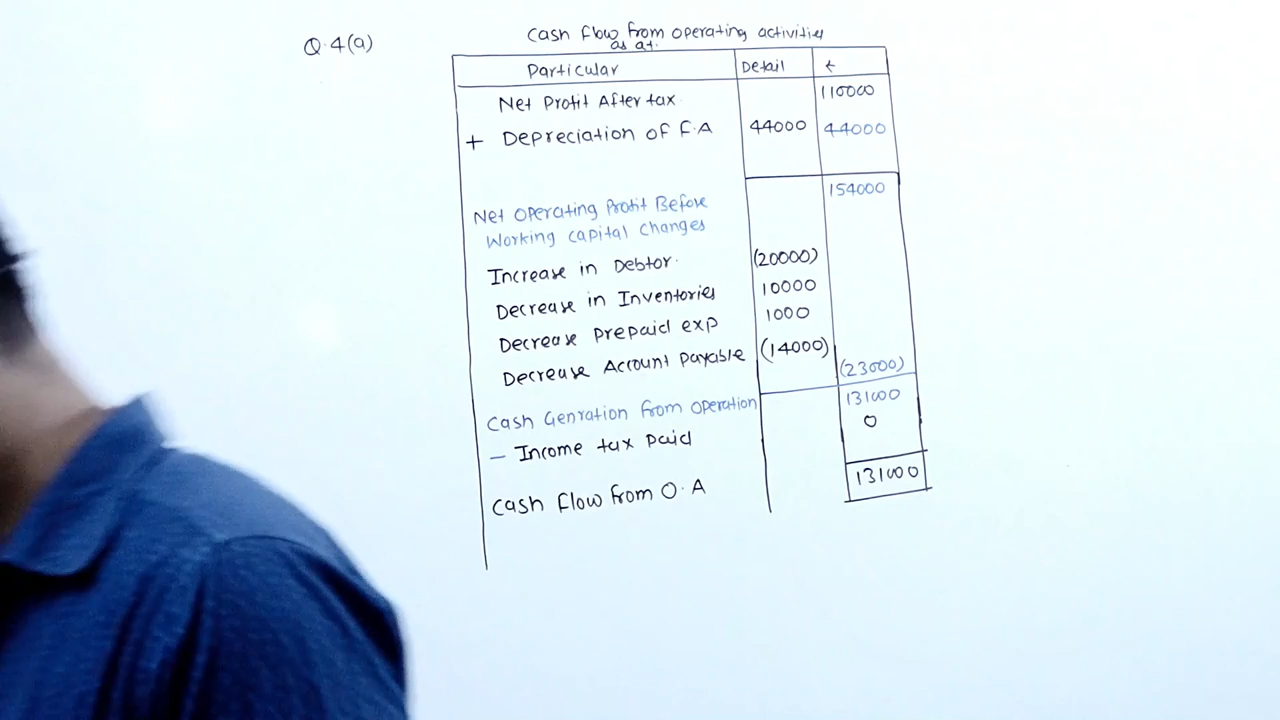 Q.4(a)
Cash flow from operating activities
as at.
Particular Detail ₹
Net Profit After tax. 110000
+ Depreciation of F.A 44000 44000
154000
Net Operating Profit Before
Working Capital Changes
Increase in Debtor. (20000)
Decrease in Inventories 10000
Decrease Prepaid exp 1000
Decrease Account Payable (14000)
(23000)
Cash Genration from Operation 131000
- Income tax Paid 0
Cash Flow from O.A 131000